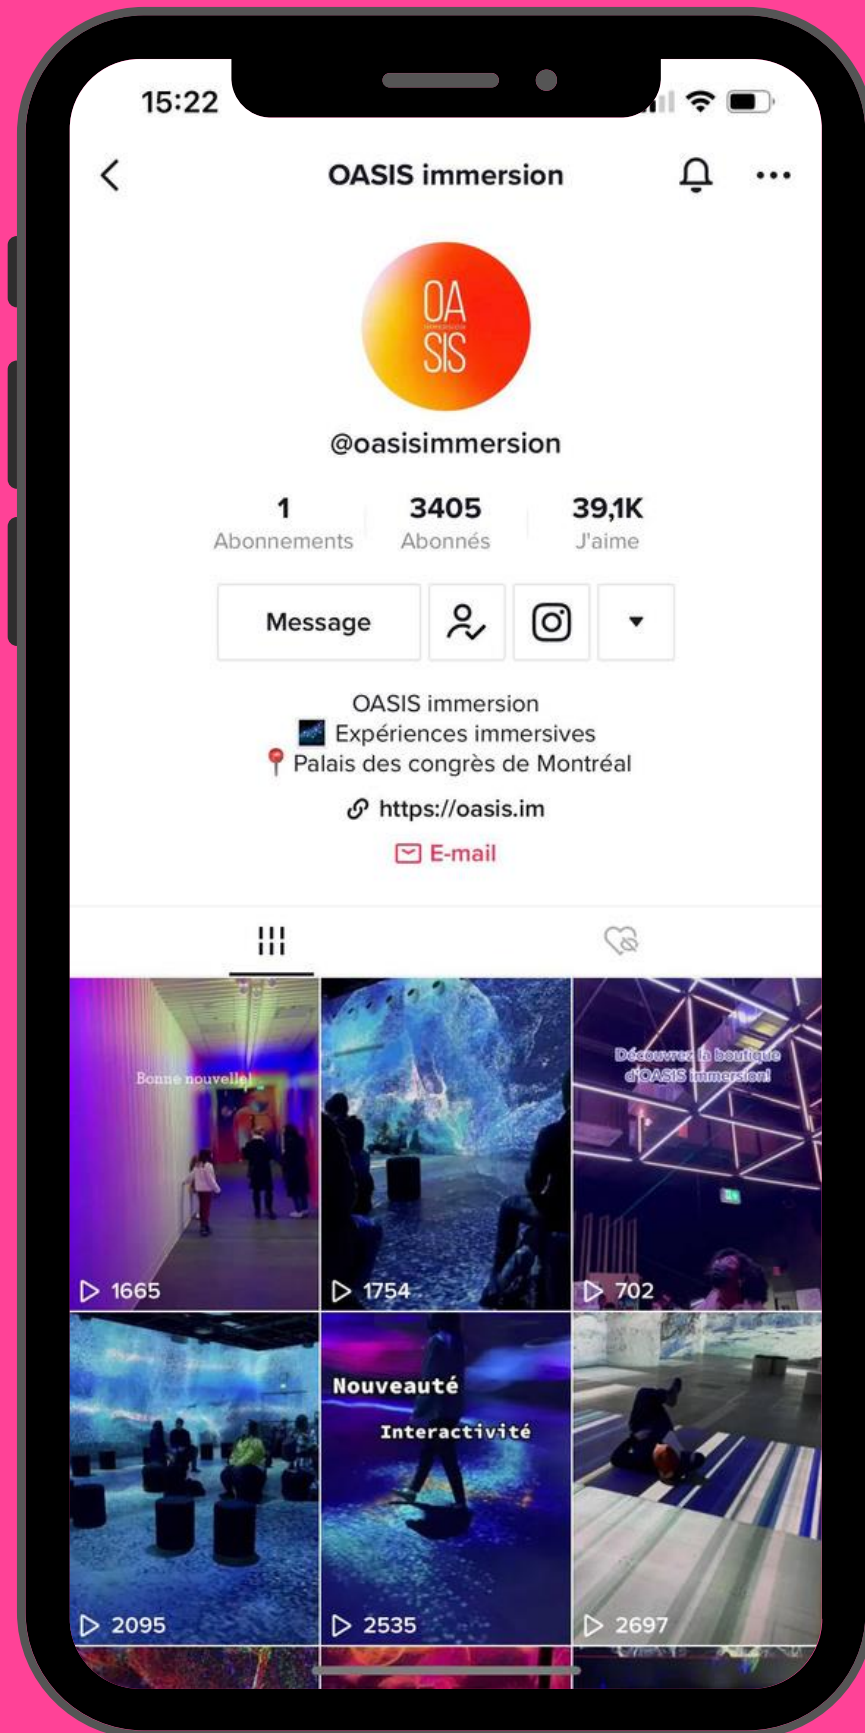 15:22
OASIS immersion
OA
SIS
@oasisimmersion
1 3405 39,1K
Abonnements Abonnés J'aime
Message
OASIS immersion
Expériences immersives
Palais des congrès de Montréal
https://oasis.im
E-mail
Bonne nouvelle!
Découvrez la boutique
d'OASIS immersion!
1665 1754 702
Nouveauté
Interactivité
2095 2535 2697